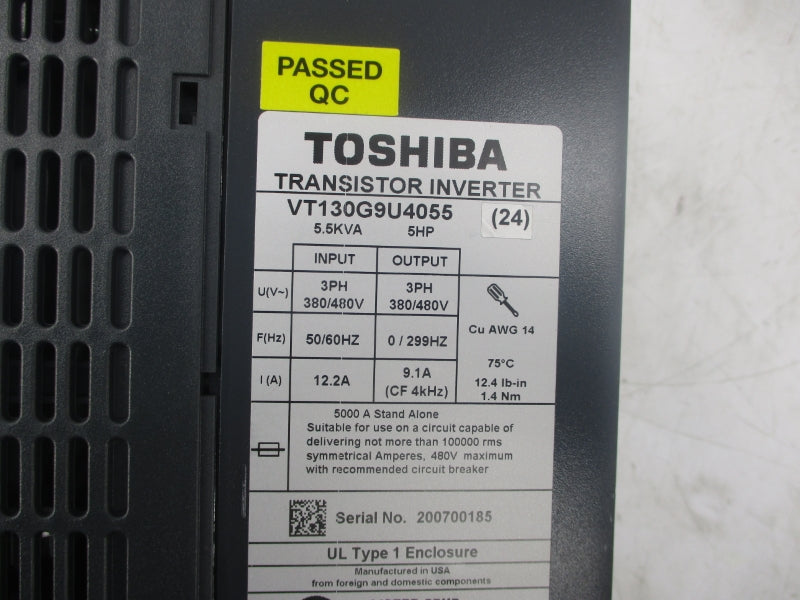 PASSED
QC
TOSHIBA
TRANSISTOR INVERTER
VT130G9U4055 (24)
5.5KVA 5HP
INPUT OUTPUT
U(V~) 3PH 380/480V 3PH 380/480V
Cu AWG 14
F(Hz) 50/60HZ 0 / 299HZ
75°C
I (A) 12.2A 9.1A (CF 4kHz)
12.4 lb-in
1.4 Nm
5000 A Stand Alone
Suitable for use on a circuit capable of
delivering not more than 100000 rms
symmetrical Amperes, 480V maximum
with recommended circuit breaker
Serial No. 200700185
UL Type 1 Enclosure
Manufactured in USA
from foreign and domestic components